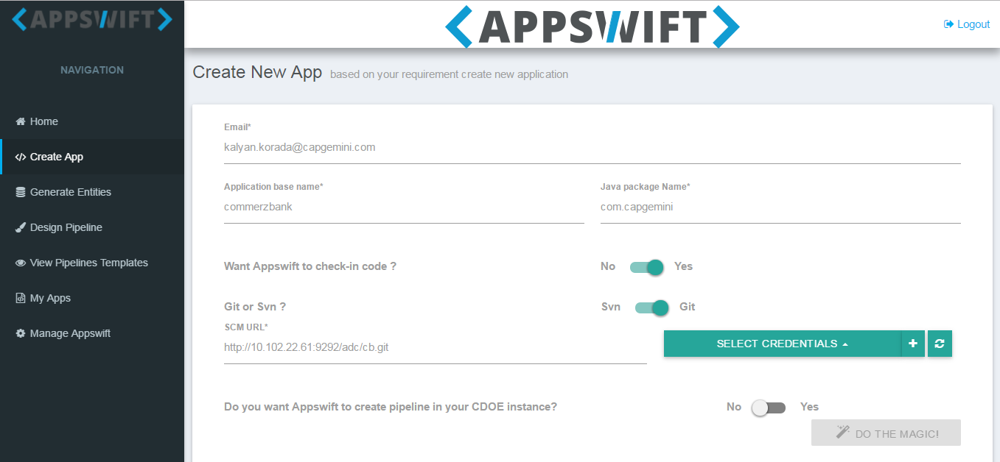 APPSWIFT
APPSWIFT
Logout
NAVIGATION
Home
Create App
Generate Entities
Design Pipeline
View Pipelines Templates
My Apps
Manage Appswift
Create New App based on your requirement create new application
Email*
kalyan.korada@capgemini.com
Application base name* Java package Name*
commerzbank com.capgemini
Want Appswift to check-in code ? No Yes
Git or Svn ? Svn Git
SCM URL*
http://10.102.22.61:9292/adc/cb.git SELECT CREDENTIALS
Do you want Appswift to create pipeline in your CDOE instance? No Yes
DO THE MAGIC!